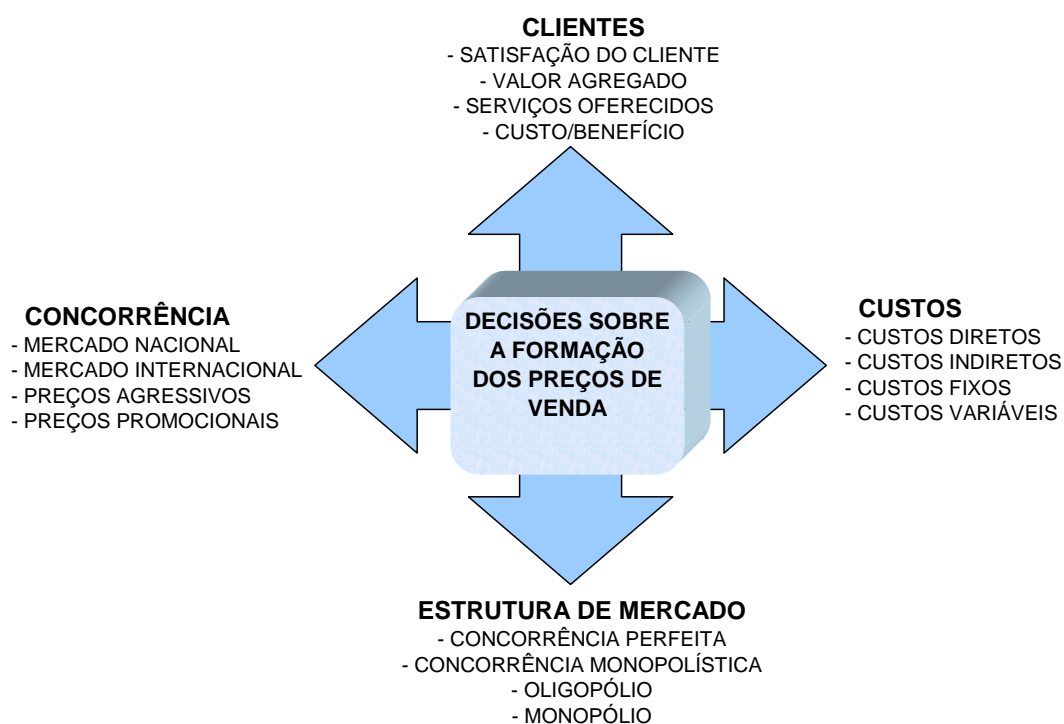 CLIENTES
- SATISFAÇÃO DO CLIENTE
- VALOR AGREGADO
- SERVIÇOS OFERECIDOS
- CUSTO/BENEFÍCIO
CONCORRÊNCIA
- MERCADO NACIONAL
- MERCADO INTERNACIONAL
- PREÇOS AGRESSIVOS
- PREÇOS PROMOCIONAIS
DECISÕES SOBRE
A FORMAÇÃO
DOS PREÇOS DE
VENDA
CUSTOS
- CUSTOS DIRETOS
- CUSTOS INDIRETOS
- CUSTOS FIXOS
- CUSTOS VARIÁVEIS
ESTRUTURA DE MERCADO
- CONCORRÊNCIA PERFEITA
- CONCORRÊNCIA MONOPOLÍSTICA
- OLIGOPÓLIO
- MONOPÓLIO